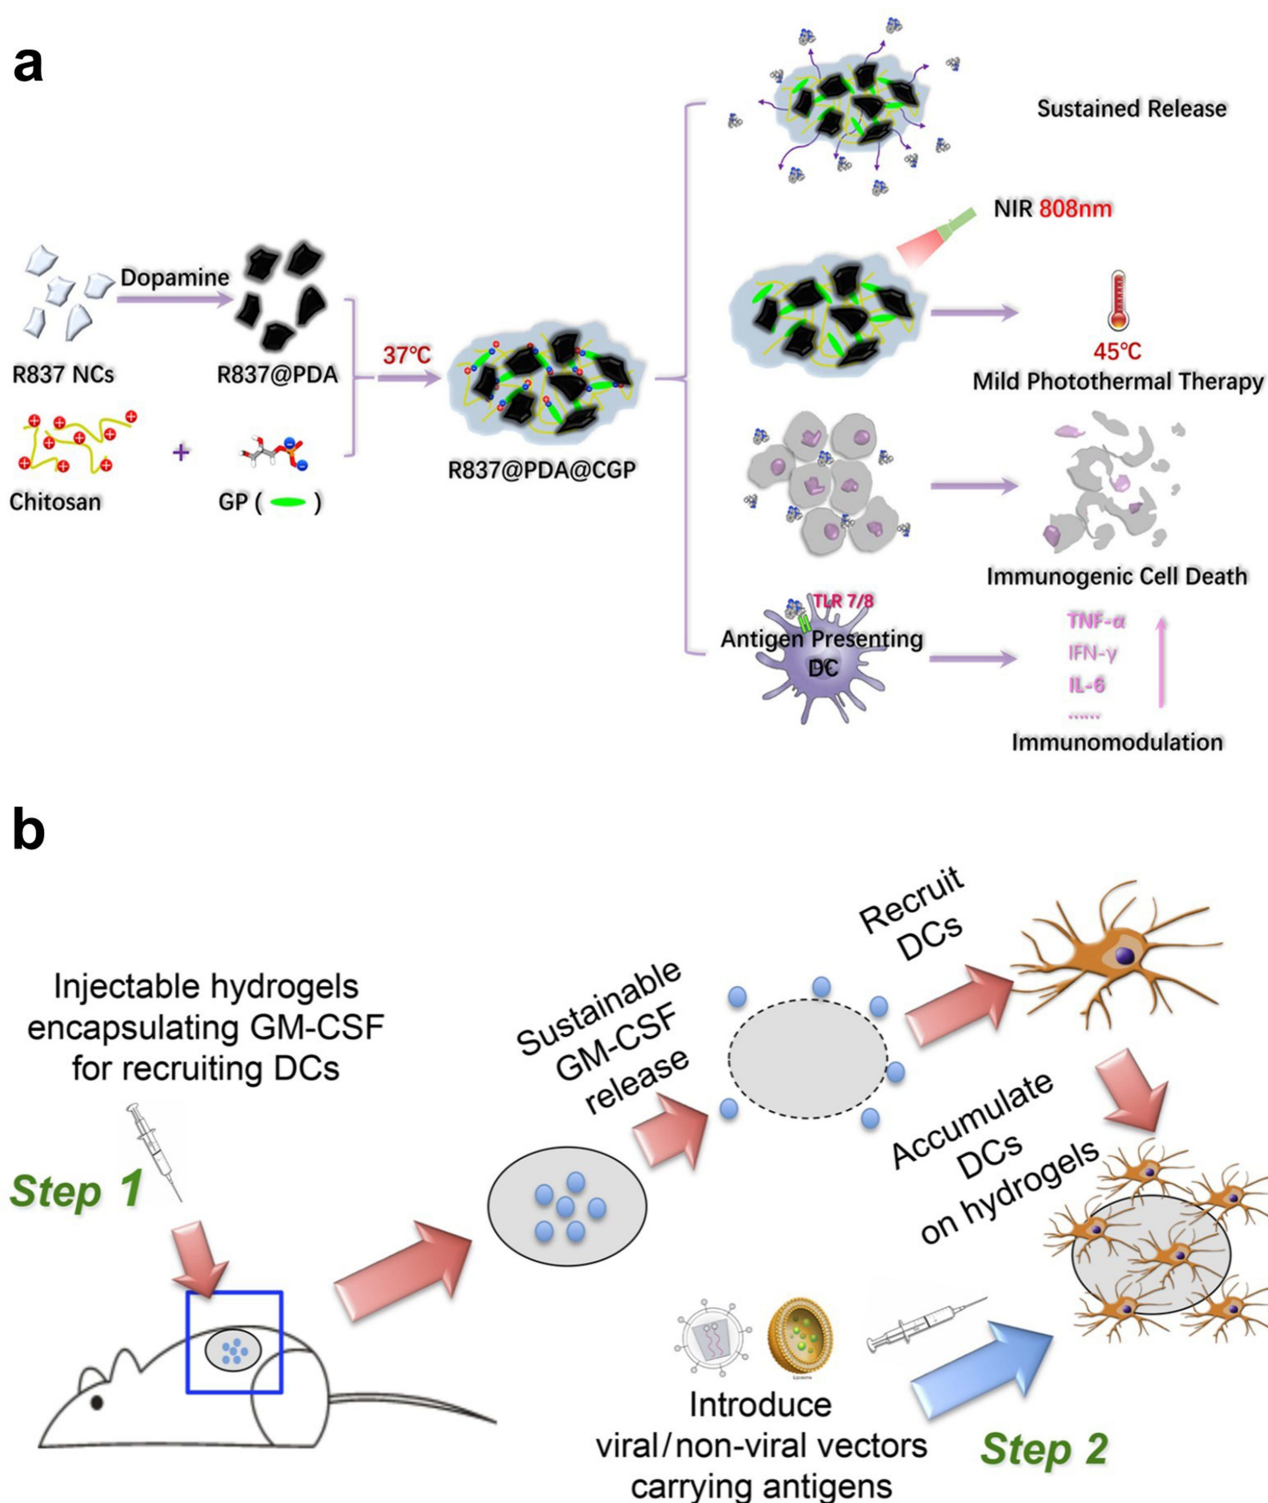 a
Sustained Release
NIR 808nm
Dopamine
R837 NCs
R837@PDA
37℃
45℃
Mild Photothermal Therapy
Chitosan
+
GP ( )
R837@PDA@CGP
Immunogenic Cell Death
TLR 7/8
Antigen Presenting
DC
TNF-α
IFN-γ
IL-6
......
Immunomodulation
b
Injectable hydrogels
encapsulating GM-CSF
for recruiting DCs
Step 1
Sustainable
GM-CSF
release
Recruit
DCs
Accumulate
DCs
on hydrogels
Liposome
Introduce
viral/non-viral vectors
carrying antigens
Step 2